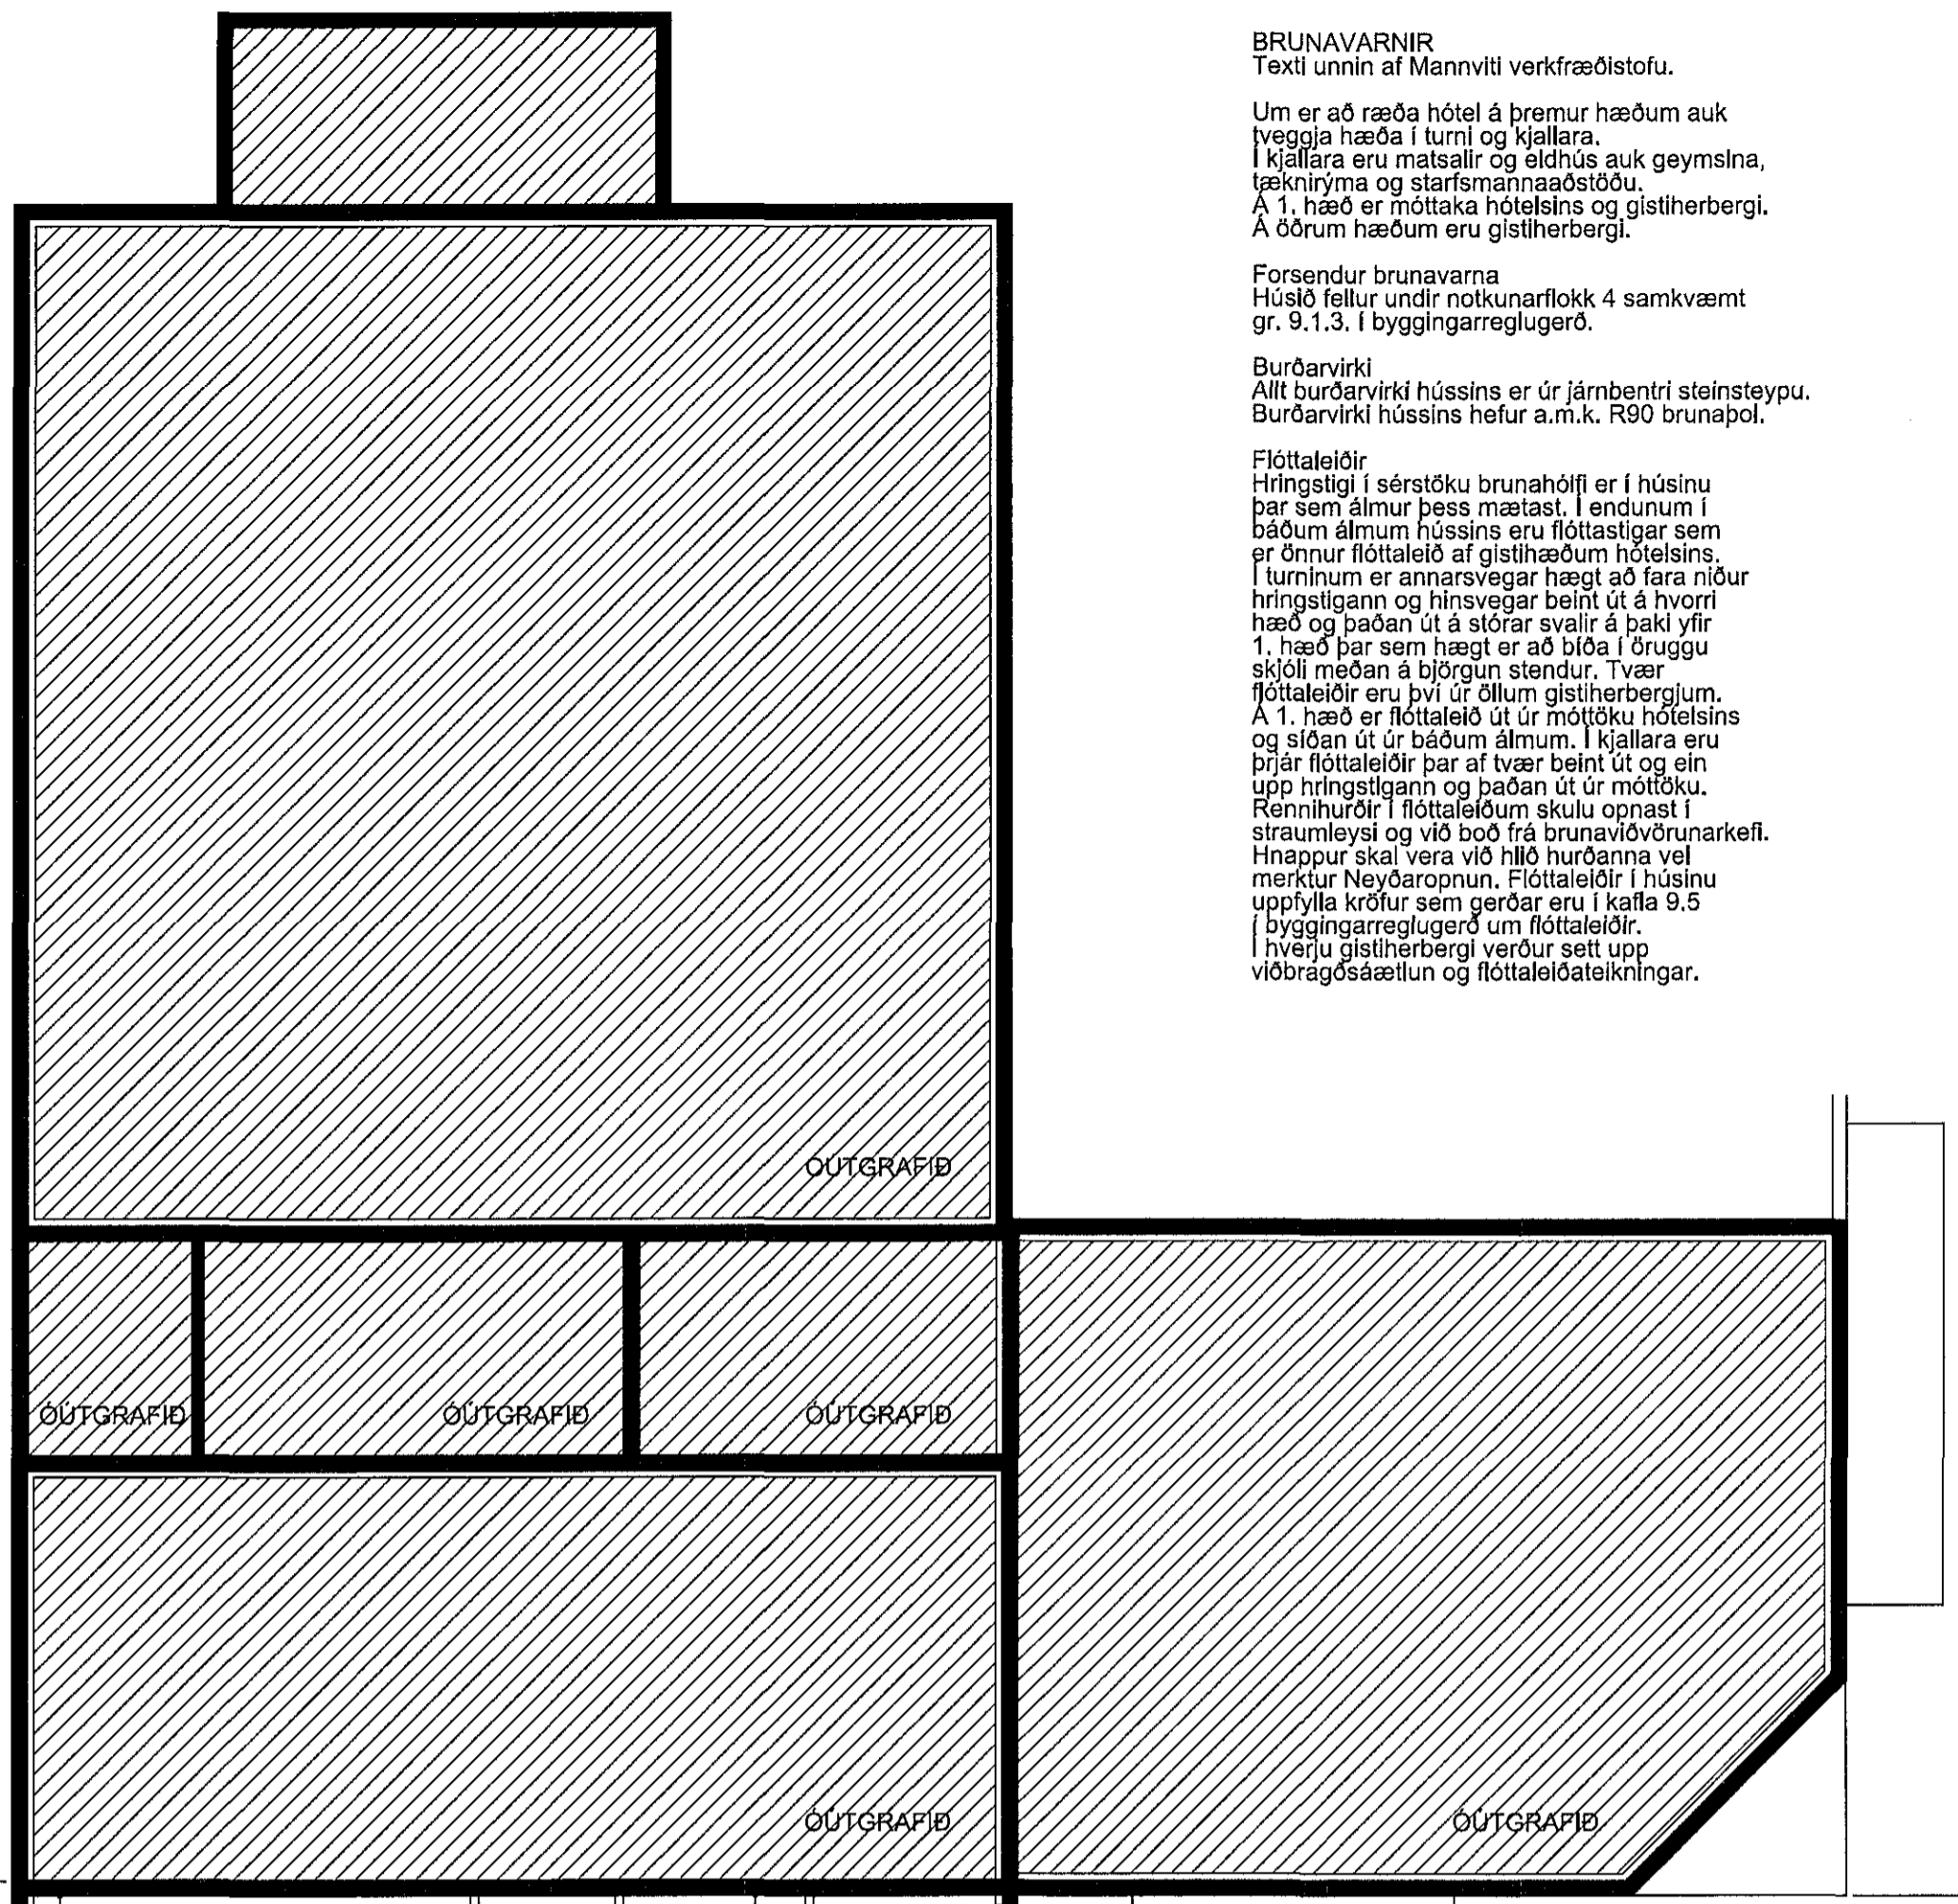 BRUNAVARNIR
Texti unnin af Mannviti verkfræðistofu.
Um er að ræða hótel á þremur hæðum auk
tveggja hæða í turni og kjallara.
Í kjallara eru matsalir og eldhús auk geymslna,
tæknirýma og starfsmannaaðstöðu.
Á 1. hæð er móttaka hótelsins og gistiherbergi.
Á öðrum hæðum eru gistiherbergi.
Forsendur brunavarna
Húsið fellur undir notkunarflokk 4 samkvæmt
gr. 9.1.3. í byggingarreglugerð.
Burðarvirki
Allt burðarvirki hússins er úr járnbentri steinsteypu.
Burðarvirki hússins hefur a.m.k. R90 brunaþol.
Flóttaleiðir
Hringstigi í sérstöku brunahólfi er í húsinu
þar sem álmur þess mætast. Í endunum í
báðum álmum hússins eru flóttastigar sem
er önnur flóttaleið af gistihæðum hótelsins.
Í turninum er annarsvegar hægt að fara niður
hringstigann og hinsvegar beint út á hvorri
hæð og þaðan út á stórar svalir á þaki yfir
1. hæð þar sem hægt er að bíða í öruggu
skjóli meðan á björgun stendur. Tvær
flóttaleiðir eru því úr öllum gistiherbergjum.
Á 1. hæð er flóttaleið út úr móttöku hótelsins
og síðan út úr báðum álmum. Í kjallara eru
þrjár flóttaleiðir þar af tvær beint út og ein
upp hringstigann og þaðan út úr móttöku.
Rennihurðir í flóttaleiðum skulu opnast í
straumleysi og við boð frá brunaviðvörunarkefi.
Hnappur skal vera við hlið hurðanna vel
merktur Neyðaropnun. Flóttaleiðir í húsinu
uppfylla kröfur sem gerðar eru í kafla 9.5
í byggingarreglugerð um flóttaleiðir.
Í hverju gistiherbergi verður sett upp
viðbragðsáætlun og flóttaleiðateikningar.
ÓÚTGRAFIÐ
ÓÚTGRAFIÐ
ÓÚTGRAFIÐ
ÓÚTGRAFIÐ
ÓÚTGRAFIÐ
ÓÚTGRAFIÐ